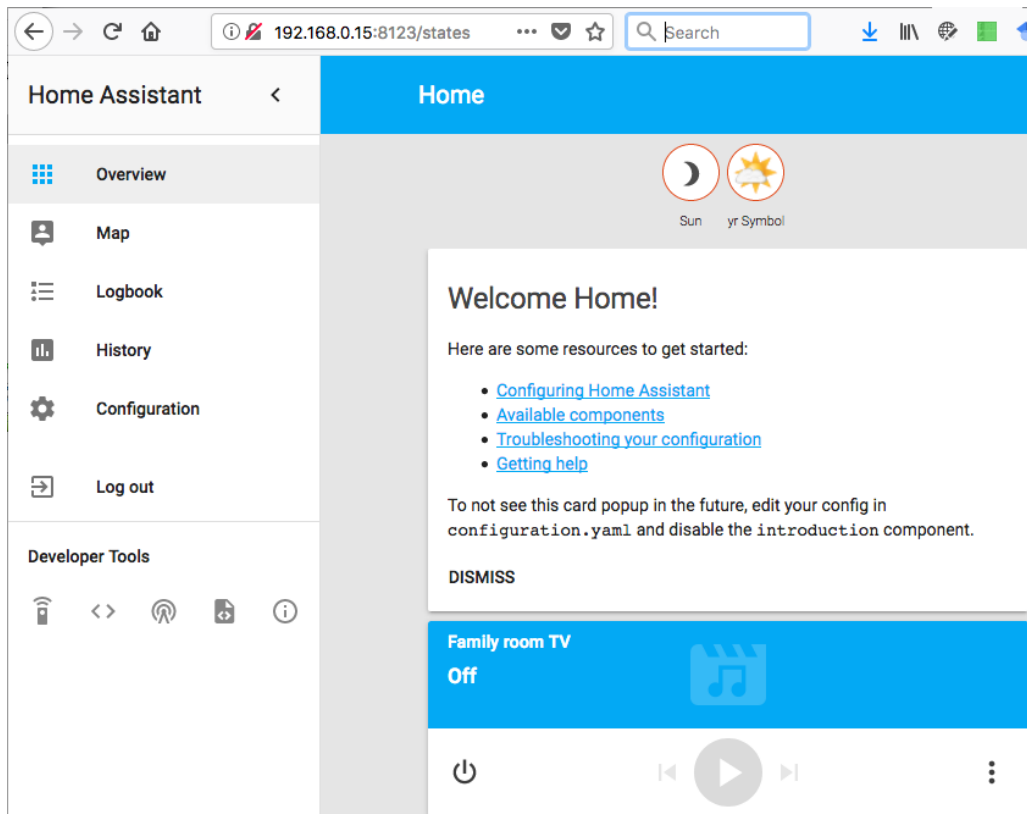 192.168.0.15:8123/states
Search
Home Assistant
Home
Overview
Map
Logbook
History
Configuration
Log out
Developer Tools
Sun
yr Symbol
Welcome Home!
Here are some resources to get started:
Configuring Home Assistant
Available components
Troubleshooting your configuration
Getting help
To not see this card popup in the future, edit your config in
configuration.yaml and disable the introduction component.
DISMISS
Family room TV
Off